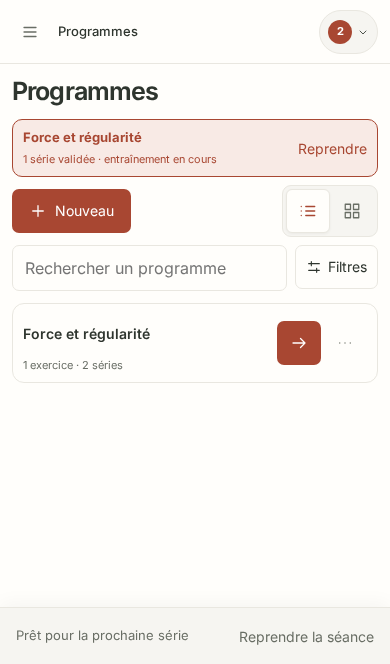 Programmes
2
Programmes
Force et régularité
1 série validée · entraînement en cours
Reprendre
Nouveau
Rechercher un programme
Filtres
Force et régularité
1 exercice · 2 séries
Prêt pour la prochaine série
Reprendre la séance